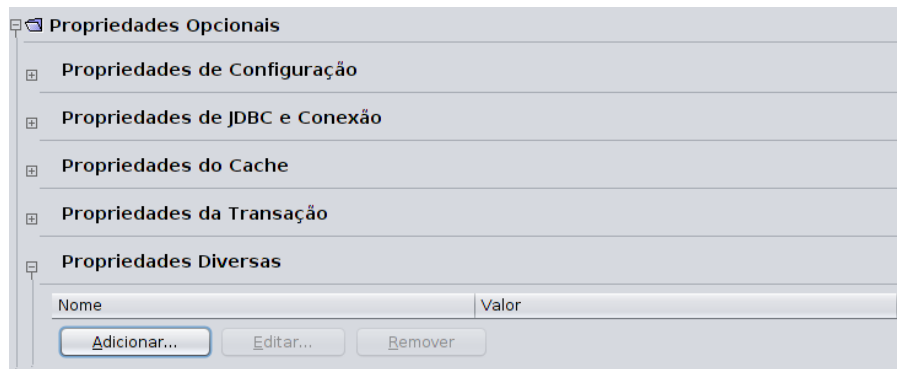 Propriedades Opcionais
Propriedades de Configuração
Propriedades de JDBC e Conexão
Propriedades do Cache
Propriedades da Transação
Propriedades Diversas
Nome Valor
Adicionar... Editar... Remover